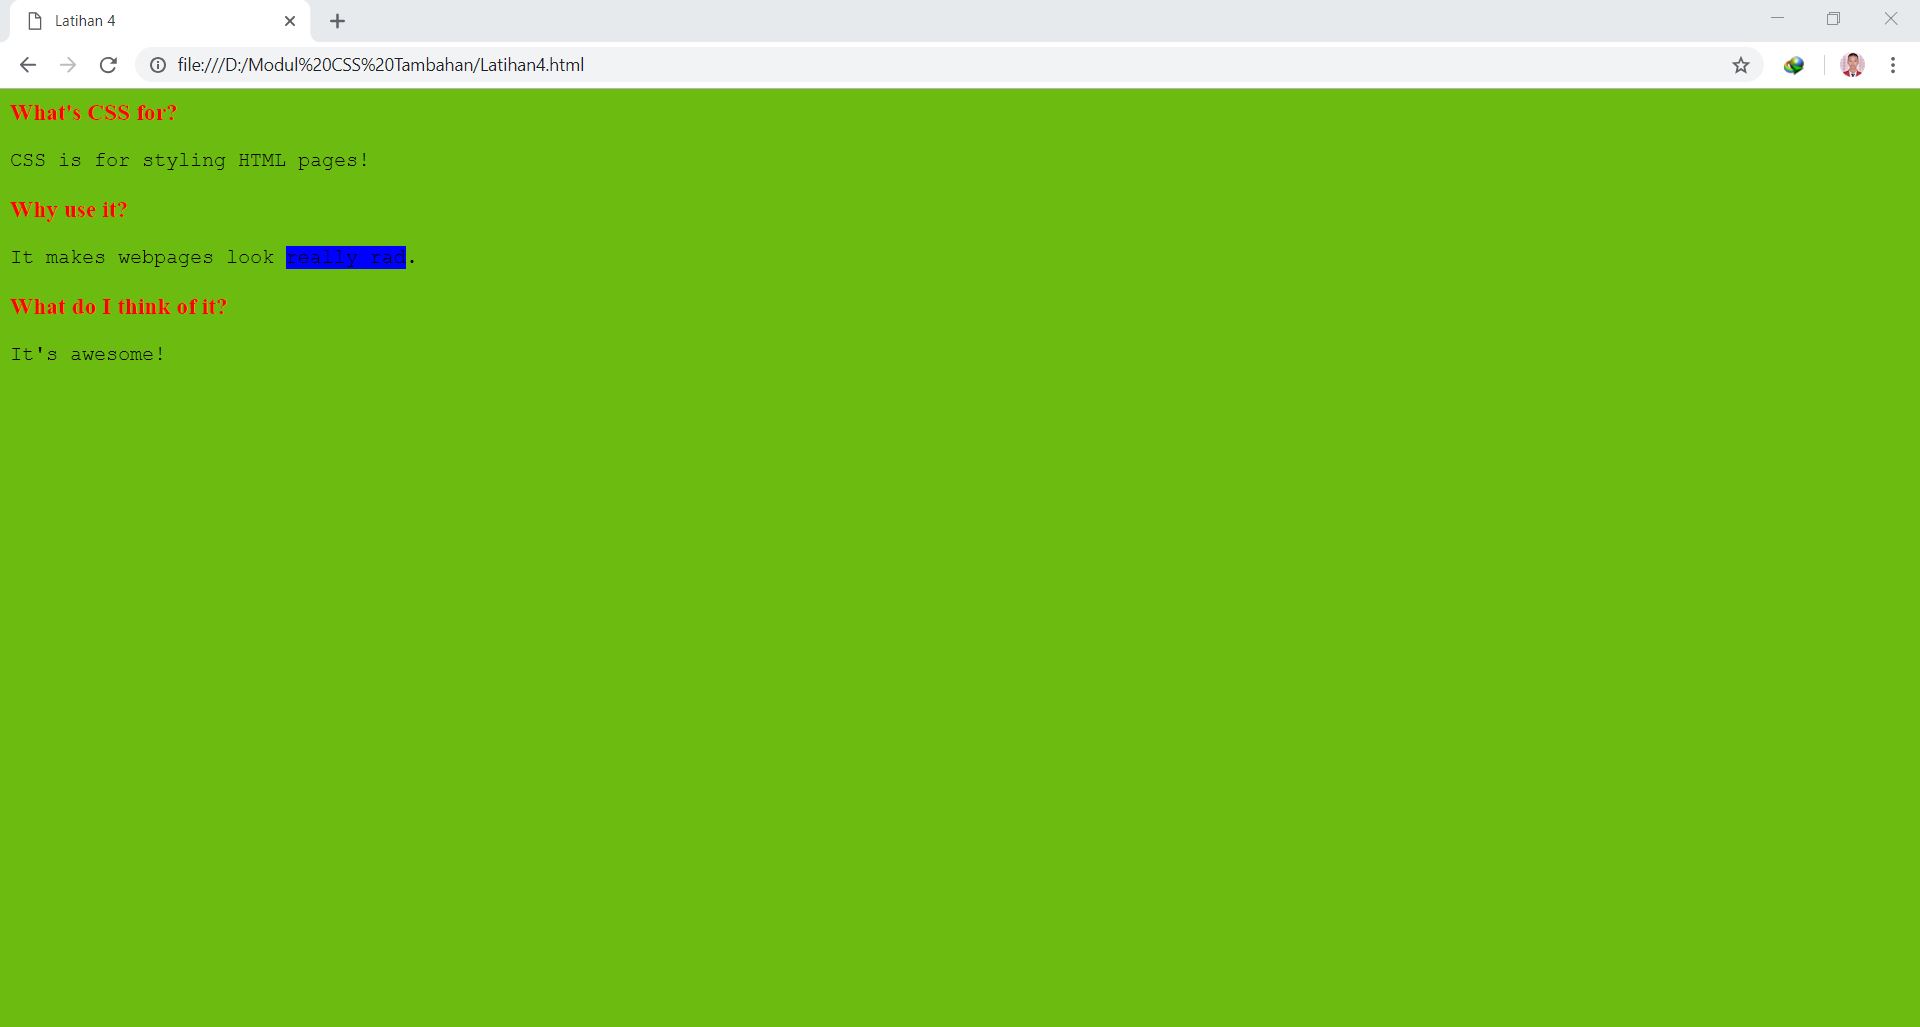 Latihan 4
file:///D:/Modul%20CSS%20Tambahan/Latihan4.html
What's CSS for?
CSS is for styling HTML pages!
Why use it?
It makes webpages look really rad.
What do I think of it?
It's awesome!